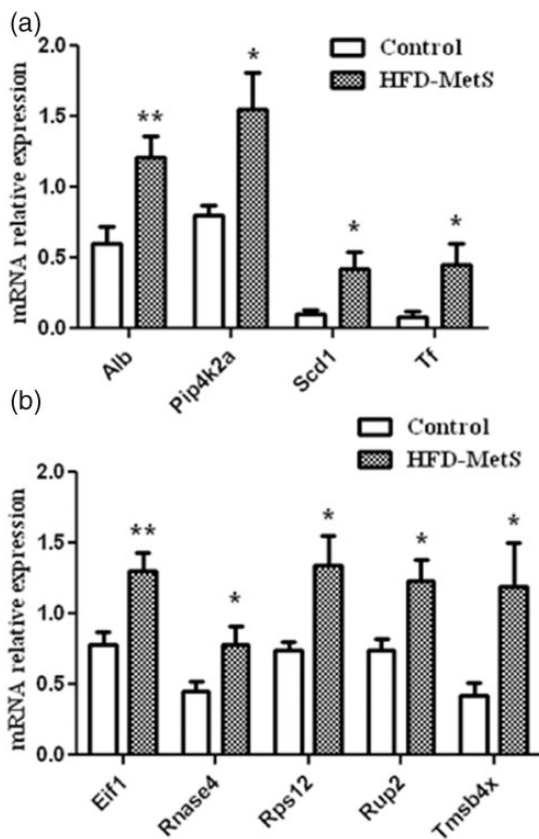 (a)
Control
HFD-MetS
mRNA relative expression
2.0
1.5
1.0
0.5
0.0
**
*
*
*
Alb
Pip4k2a
Scd1
Tf
(b)
Control
HFD-MetS
mRNA relative expression
2.0
1.5
1.0
0.5
0.0
**
*
*
*
*
Eif1
Rnase4
Rps12
Rup2
Tmsb4x